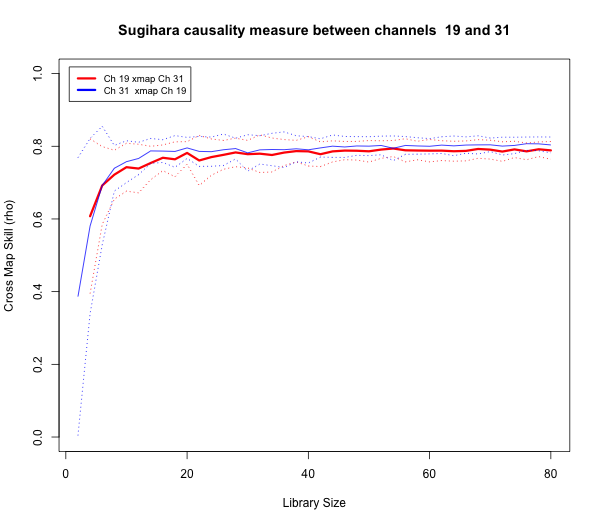 Sugihara causality measure between channels  19 and 31
Ch 19 xmap Ch 31
Ch 31  xmap Ch 19
1.0
0.8
0.6
0.4
0.2
0.0
Cross Map Skill (rho)
0 20 40 60 80
Library Size